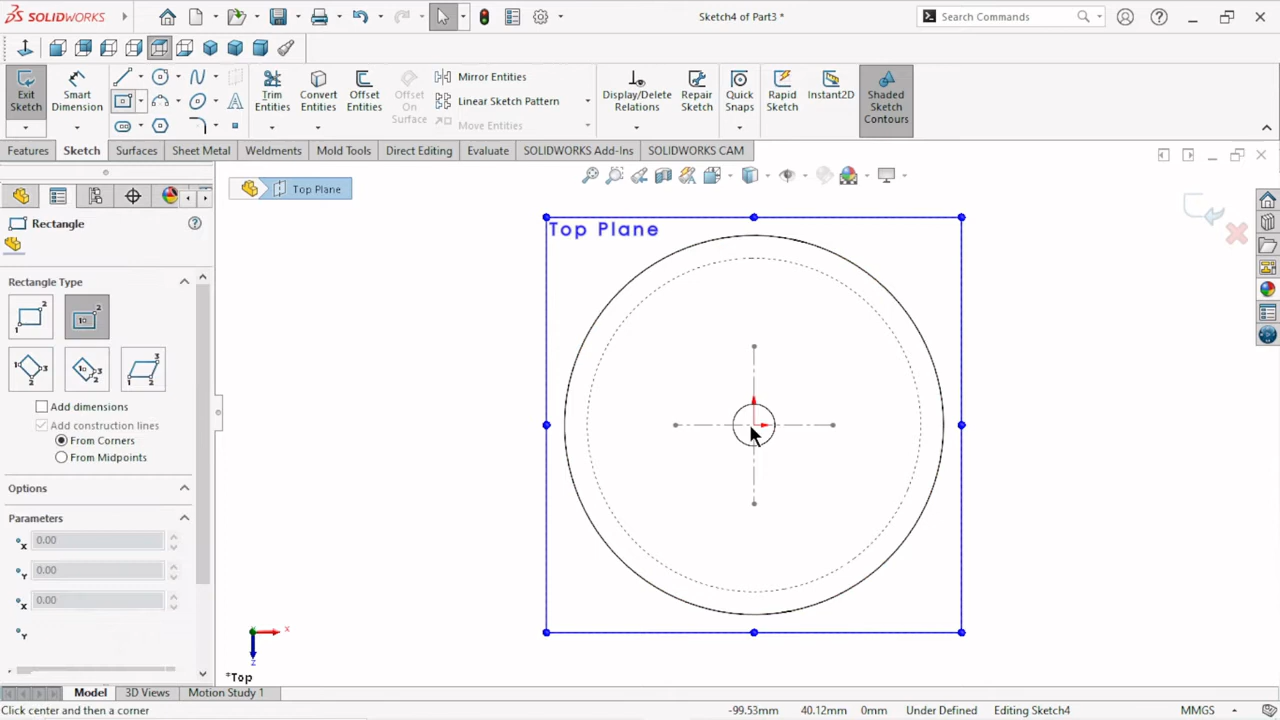 SOLIDWORKS
Sketch4 of Part3 *
Search Commands
Exit Sketch
Smart Dimension
Trim Entities
Convert Entities
Offset Entities
Offset On Surface
Mirror Entities
Linear Sketch Pattern
Move Entities
Display/Delete Relations
Repair Sketch
Quick Snaps
Rapid Sketch
Instant2D
Shaded Sketch Contours
Features
Sketch
Surfaces
Sheet Metal
Weldments
Mold Tools
Direct Editing
Evaluate
SOLIDWORKS Add-Ins
SOLIDWORKS CAM
Top Plane
Rectangle
Rectangle Type
Add dimensions
Add construction lines
From Corners
From Midpoints
Options
Parameters
X 0.00
Y 0.00
X 0.00
Y
Top Plane
X
Z
*Top
Model
3D Views
Motion Study 1
Click center and then a corner
-99.53mm
40.12mm
0mm
Under Defined
Editing Sketch4
MMGS